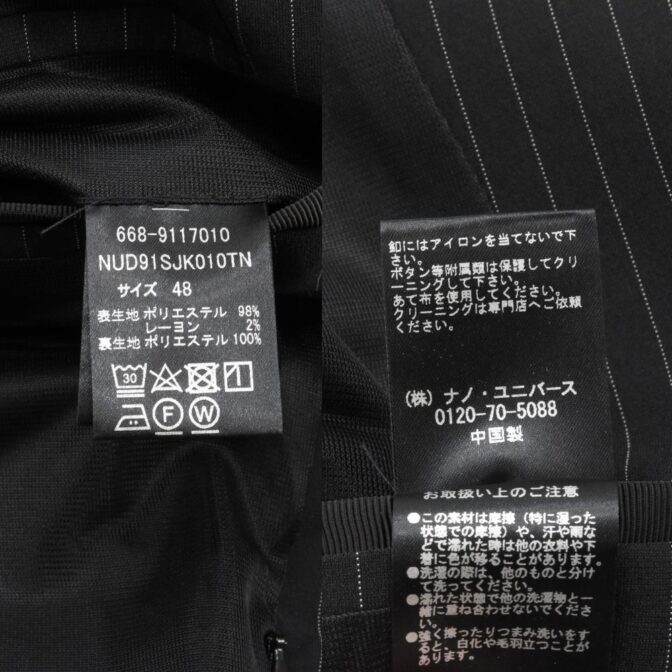 668-9117010
NUD91SJK010TN
サイズ 48
表生地 ポリエステル 98%
レーヨン 2%
裏生地 ポリエステル 100%
30
F W
釦にはアイロンを当てないで下
さい。
ボタン等附属類は保護してクリ
ーニングして下さい。
あて布を使用してください。
クリーニングは専門店へご依頼
ください。
(株) ナノ・ユニバース
0120-70-5088
中国製
お取扱い上のご注意
●この素材は摩擦(特に湿った
状態での摩擦)や、汗や雨な
どで濡れた時は他の衣料や下
着に色が移ることがあります。
●洗濯の際は、他のものと分け
て洗ってください。
●濡れた状態で他の洗濯物と一
緒に重ね合わせないでくださ
い。
●強く擦ったりつまみ洗いをす
ると、白化や毛羽立つことが
あります。